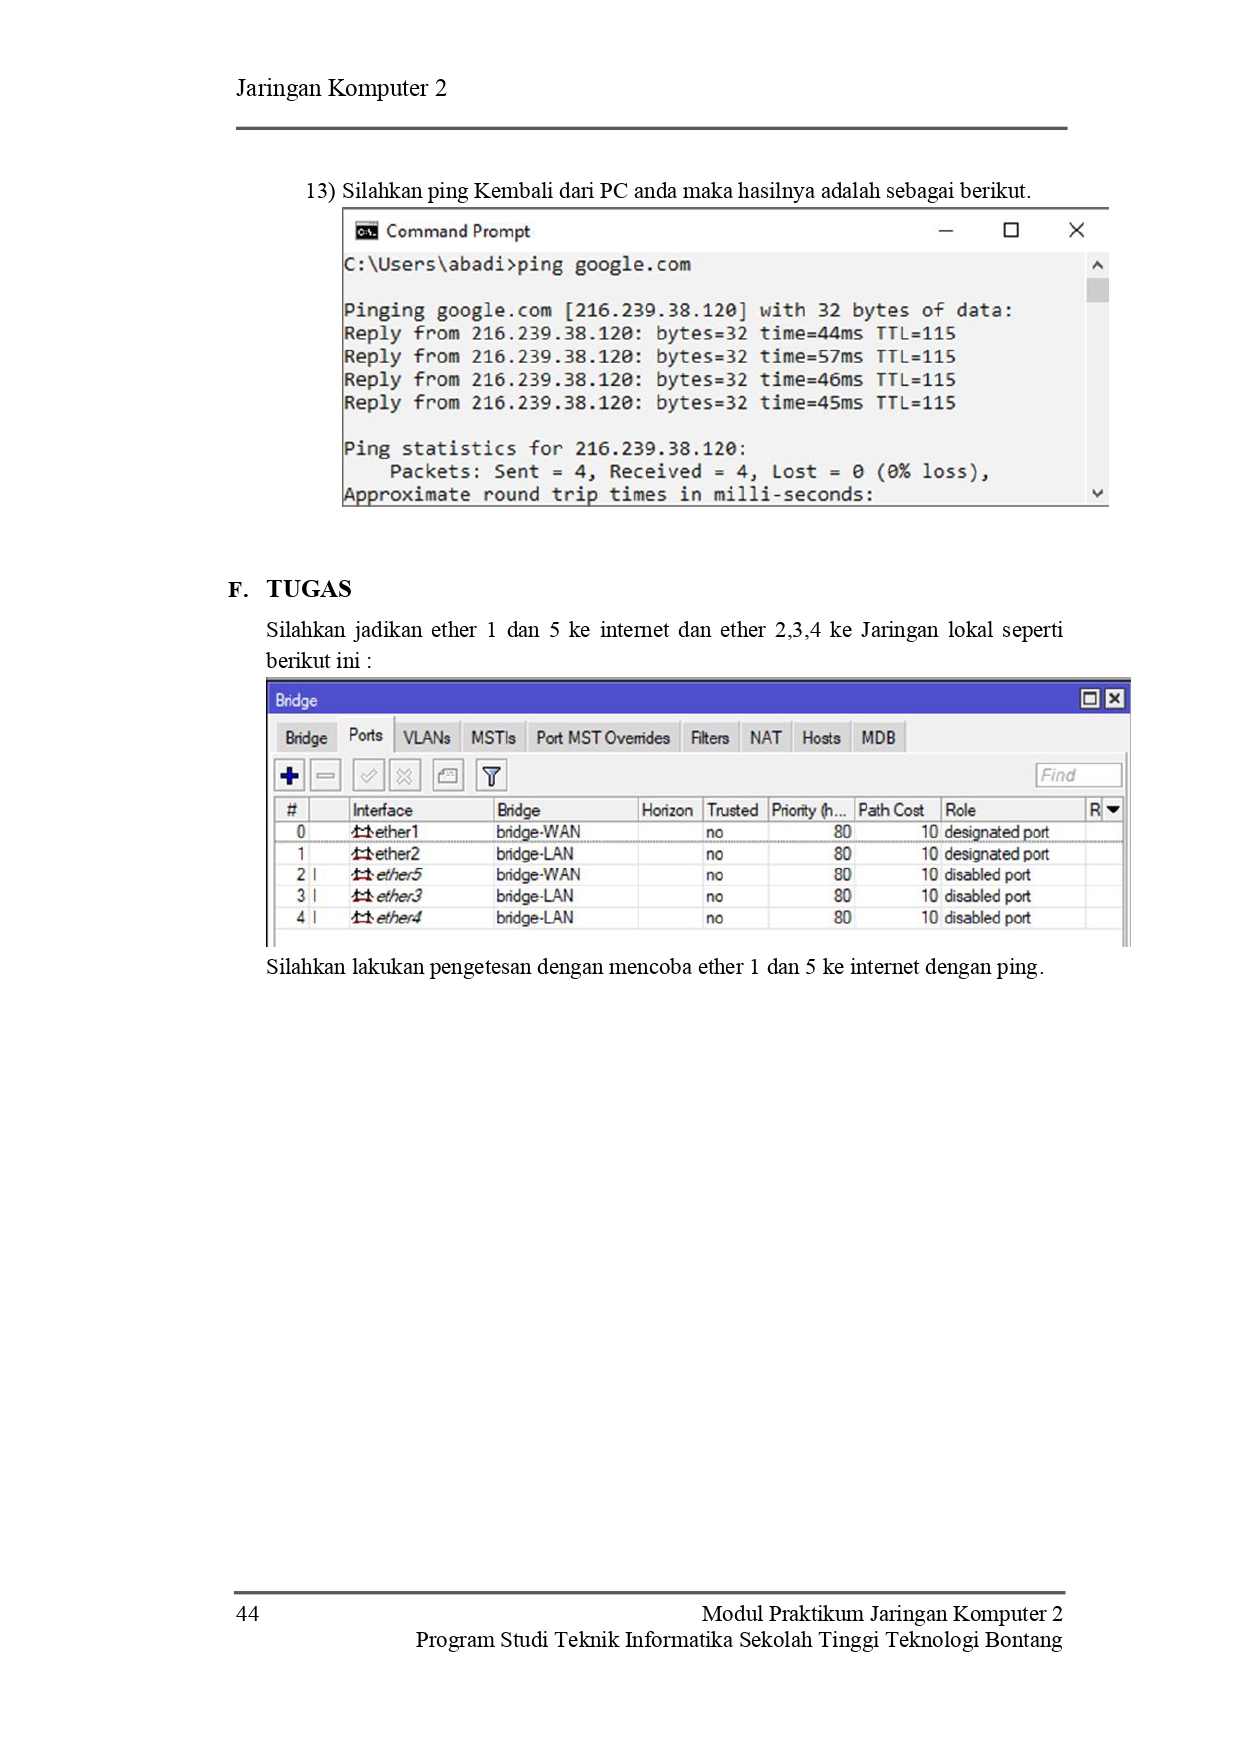 Jaringan Komputer 2
13) Silahkan ping Kembali dari PC anda maka hasilnya adalah sebagai berikut.
Command Prompt
C:\Users\abadi>ping google.com
Pinging google.com [216.239.38.120] with 32 bytes of data:
Reply from 216.239.38.120: bytes=32 time=44ms TTL=115
Reply from 216.239.38.120: bytes=32 time=57ms TTL=115
Reply from 216.239.38.120: bytes=32 time=46ms TTL=115
Reply from 216.239.38.120: bytes=32 time=45ms TTL=115
Ping statistics for 216.239.38.120:
Packets: Sent = 4, Received = 4, Lost = 0 (0% loss),
Approximate round trip times in milli-seconds:
F. TUGAS
Silahkan jadikan ether 1 dan 5 ke internet dan ether 2,3,4 ke Jaringan lokal seperti
berikut ini :
Bridge
Bridge Ports VLANs MSTIs Port MST Overrides Filters NAT Hosts MDB
Find
# Interface Bridge Horizon Trusted Priority (h... Path Cost Role R
0 ether1 bridge-WAN no 80 10 designated port
1 ether2 bridge-LAN no 80 10 designated port
2 I ether5 bridge-WAN no 80 10 disabled port
3 I ether3 bridge-LAN no 80 10 disabled port
4 I ether4 bridge-LAN no 80 10 disabled port
Silahkan lakukan pengetesan dengan mencoba ether 1 dan 5 ke internet dengan ping.
44 Modul Praktikum Jaringan Komputer 2
Program Studi Teknik Informatika Sekolah Tinggi Teknologi Bontang